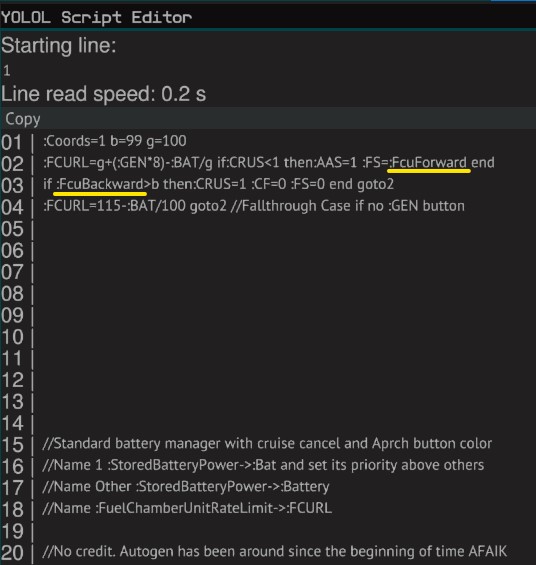 YOLOL Script Editor
Starting line:
1
Line read speed: 0.2 s
Copy
01 | :Coords=1 b=99 g=100
02 | :FCURL=g+(:GEN*8)-:BAT/g if:CRUS<1 then:AAS=1 :FS=:FcuForward end
03 | if :FcuBackward>b then:CRUS=1 :CF=0 :FS=0 end goto2
04 | :FCURL=115-:BAT/100 goto2 //Fallthrough Case if no :GEN button
05 |
06 |
07 |
08 |
09 |
10 |
11 |
12 |
13 |
14 |
15 | //Standard battery manager with cruise cancel and Aprch button color
16 | //Name 1 :StoredBatteryPower->:Bat and set its priority above others
17 | //Name Other :StoredBatteryPower->:Battery
18 | //Name :FuelChamberUnitRateLimit->:FCURL
19 |
20 | //No credit. Autogen has been around since the beginning of time AFAIK